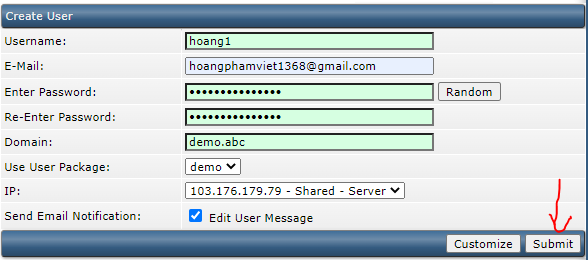 Create User
Username: hoang1
E-Mail: hoangphamviet1368@gmail.com
Enter Password: ••••••••••••••• Random
Re-Enter Password: •••••••••••••••
Domain: demo.abc
Use User Package: demo
IP: 103.176.179.79 - Shared - Server
Send Email Notification: Edit User Message
Customize Submit